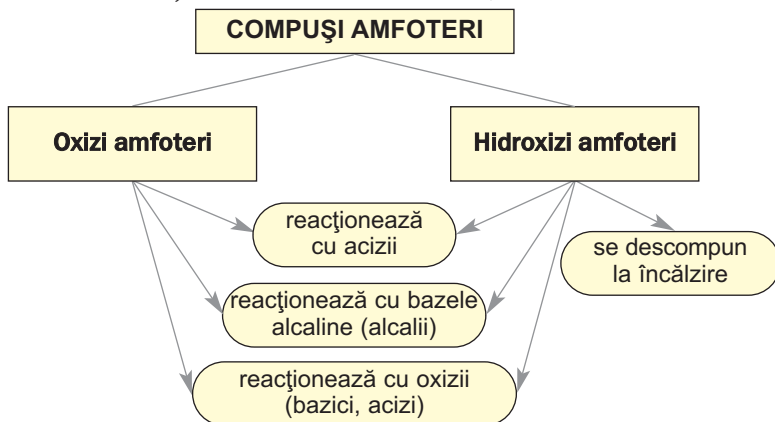 COMPUŞI AMFOTERI
Oxizi amfoteri
Hidroxizi amfoteri
reacţionează
cu acizii
se descompun
la încălzire
reacţionează cu bazele
alcaline (alcalii)
reacţionează cu oxizii
(bazici, acizi)